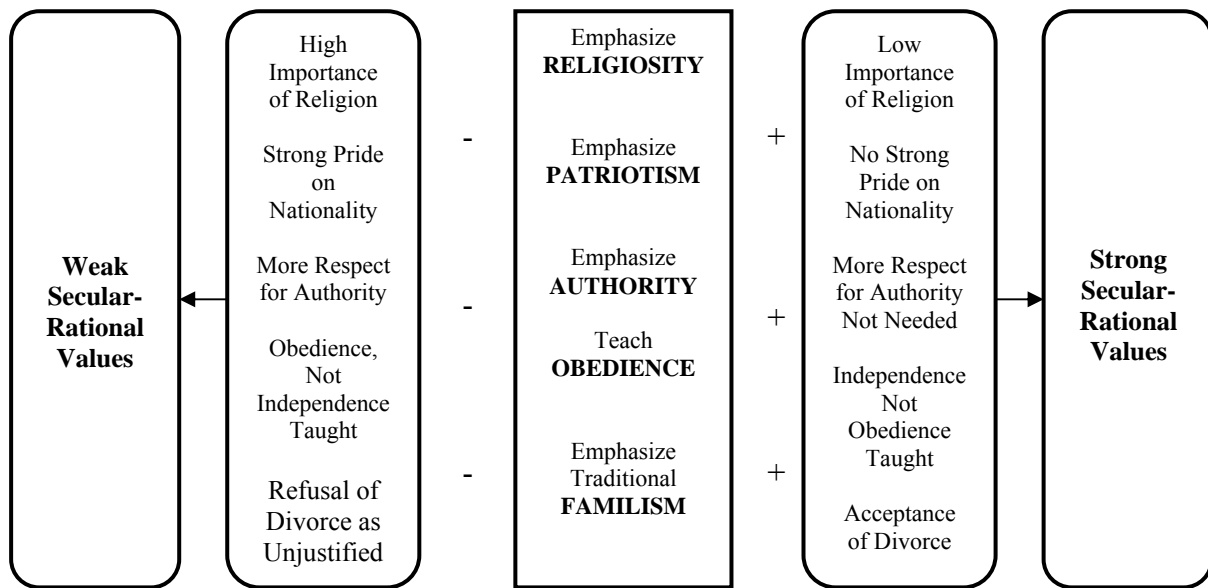 Weak
Secular-
Rational
Values
High
Importance
of Religion
Strong Pride
on
Nationality
More Respect
for Authority
Obedience,
Not
Independence
Taught
Refusal of
Divorce as
Unjustified
-
-
-
Emphasize
RELIGIOSITY
Emphasize
PATRIOTISM
Emphasize
AUTHORITY
Teach
OBEDIENCE
Emphasize
Traditional
FAMILISM
+
+
+
Low
Importance
of Religion
No Strong
Pride on
Nationality
More Respect
for Authority
Not Needed
Independence
Not
Obedience
Taught
Acceptance
of Divorce
Strong
Secular-
Rational
Values